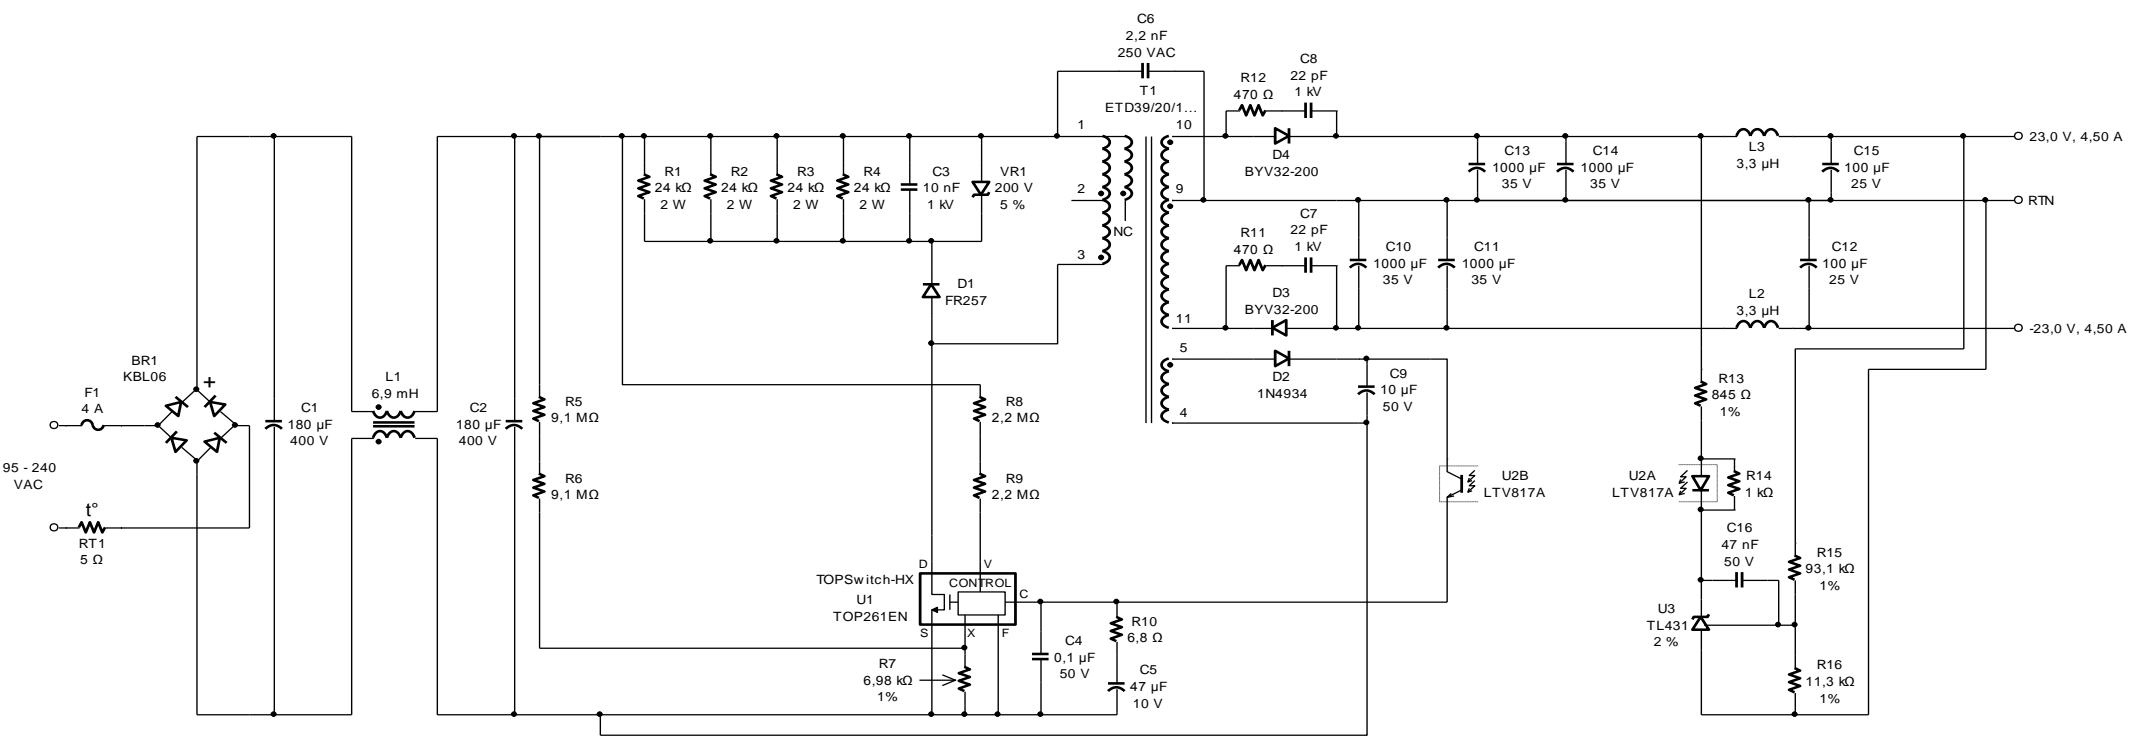 C6
2,2 nF
250 VAC
T1
ETD39/20/1...
R12
470 Ω
C8
22 pF
1 kV
D4
BYV32-200
1
2
3
NC
10
9
11
5
4
R1
24 kΩ
2 W
R2
24 kΩ
2 W
R3
24 kΩ
2 W
R4
24 kΩ
2 W
C3
10 nF
1 kV
VR1
200 V
5 %
D1
FR257
C13
1000 µF
35 V
C14
1000 µF
35 V
L3
3,3 µH
C15
100 µF
25 V
23,0 V, 4,50 A
RTN
-23,0 V, 4,50 A
R11
470 Ω
C7
22 pF
1 kV
D3
BYV32-200
C10
1000 µF
35 V
C11
1000 µF
35 V
L2
3,3 µH
C12
100 µF
25 V
D2
1N4934
C9
10 µF
50 V
BR1
KBL06
+
F1
4 A
95 - 240
VAC
t°
RT1
5 Ω
C1
180 µF
400 V
L1
6,9 mH
C2
180 µF
400 V
R5
9,1 MΩ
R6
9,1 MΩ
R8
2,2 MΩ
R9
2,2 MΩ
U2B
LTV817A
R13
845 Ω
1%
U2A
LTV817A
R14
1 kΩ
C16
47 nF
50 V
R15
93,1 kΩ
1%
U3
TL431
2 %
R16
11,3 kΩ
1%
TOPSwitch-HX
U1
TOP261EN
D
V
CONTROL
C
S
X
F
R7
6,98 kΩ
1%
C4
0,1 µF
50 V
R10
6,8 Ω
C5
47 µF
10 V